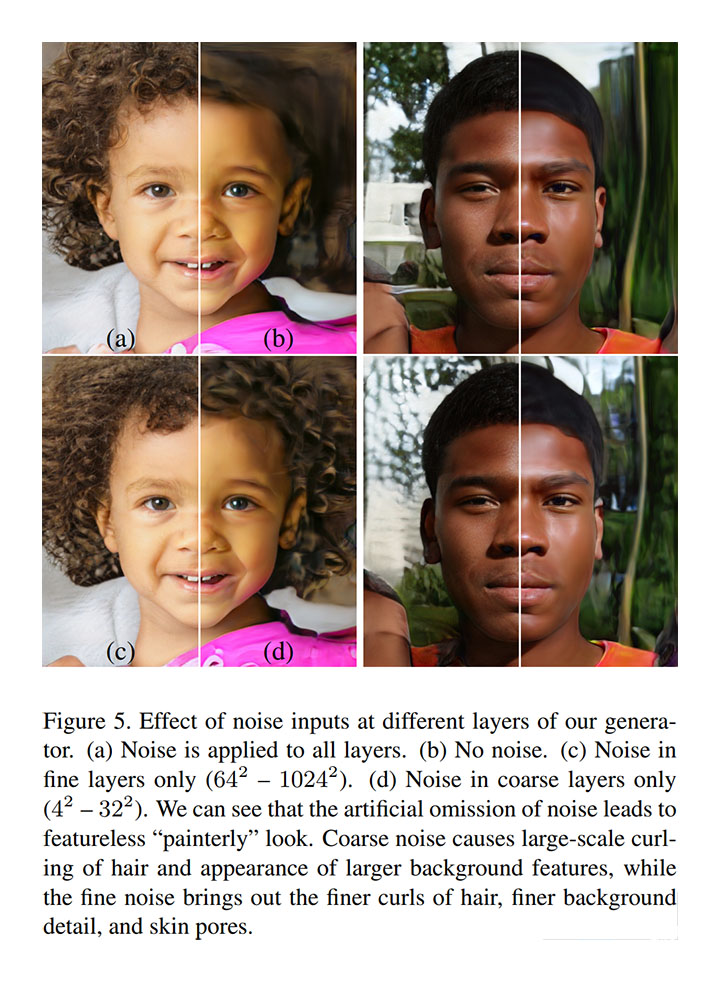 (a) (b)
(c) (d)
Figure 5. Effect of noise inputs at different layers of our genera-
tor. (a) Noise is applied to all layers. (b) No noise. (c) Noise in
fine layers only (64² – 1024²). (d) Noise in coarse layers only
(4² – 32²). We can see that the artificial omission of noise leads to
featureless “painterly” look. Coarse noise causes large-scale curl-
ing of hair and appearance of larger background features, while
the fine noise brings out the finer curls of hair, finer background
detail, and skin pores.